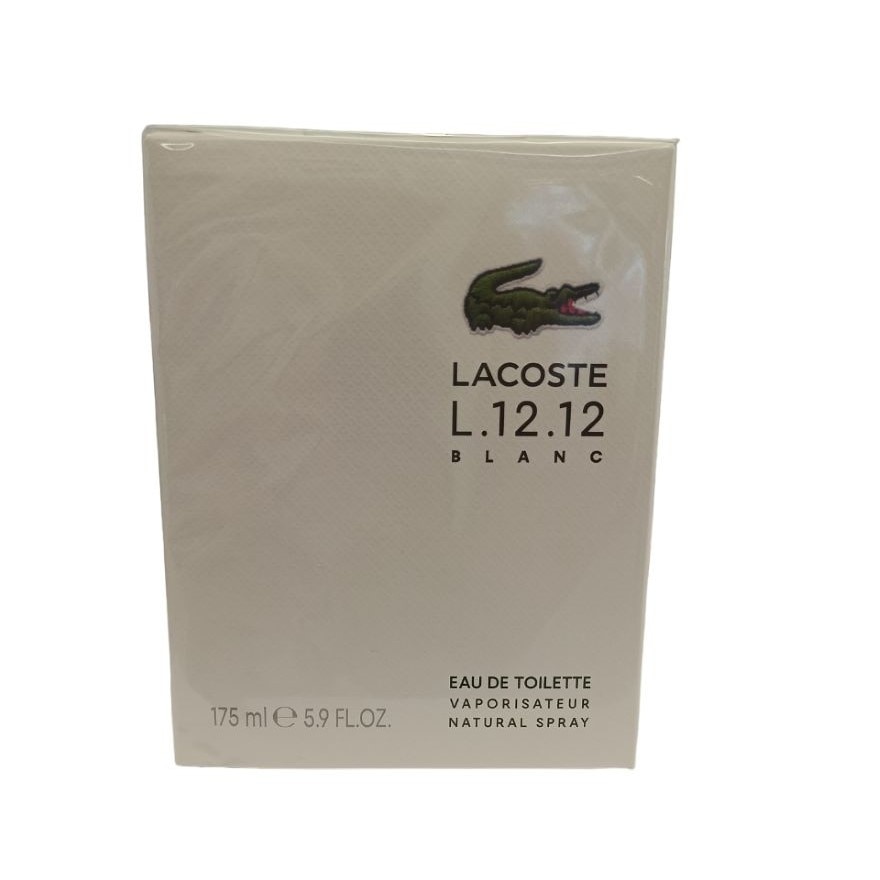 LACOSTE
L.12.12
BLANC
EAU DE TOILETTE
VAPORISATEUR
NATURAL SPRAY
175 ml ℮ 5.9 FL.OZ.